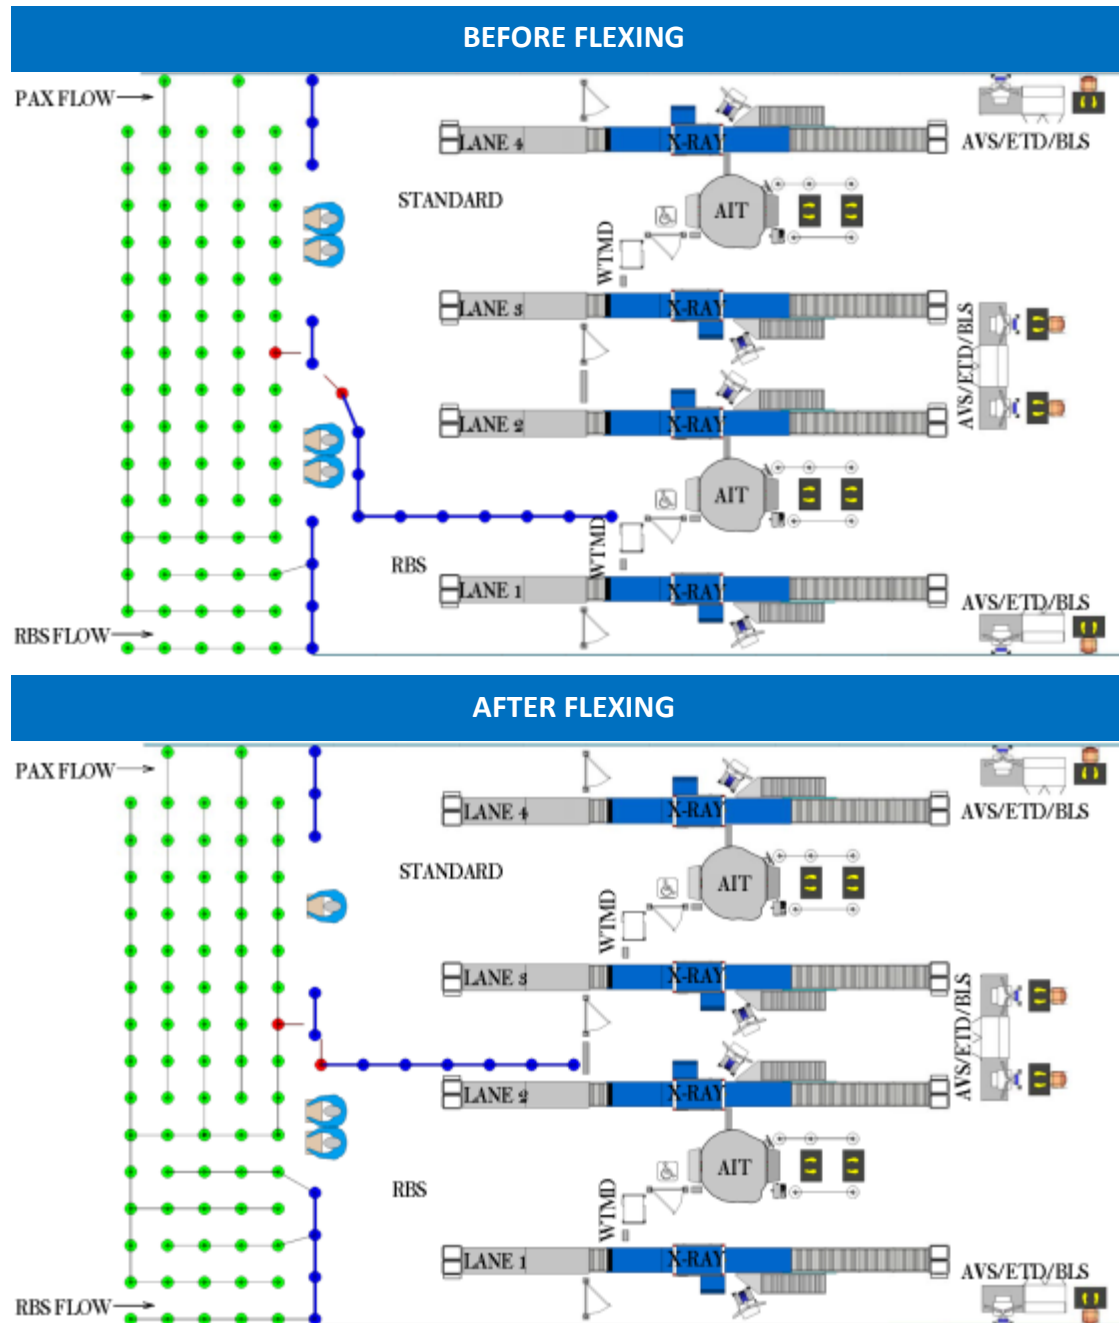 BEFORE FLEXING
PAX FLOW
LANE 4
X-RAY
AVS/ETD/BLS
STANDARD
AIT
WTMD
LANE 3
X-RAY
AVS/ETD/BLS
LANE 2
X-RAY
AIT
WTMD
RBS
LANE 1
X-RAY
AVS/ETD/BLS
RBS FLOW
AFTER FLEXING
PAX FLOW
LANE 4
X-RAY
AVS/ETD/BLS
STANDARD
AIT
WTMD
LANE 3
X-RAY
AVS/ETD/BLS
LANE 2
X-RAY
AIT
RBS
WTMD
LANE 1
X-RAY
AVS/ETD/BLS
RBS FLOW